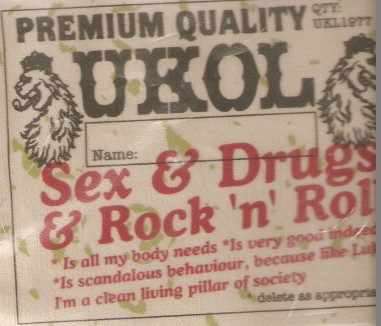 PREMIUM QUALITY QTY:
UKL1977
UKOL
Name:
Sex & Drugs
& Rock 'n' Rol
* Is all my body needs *Is very good indeed
*Is scandalous behaviour, because like Luk
I'm a clean living pillar of society
* delete as appropria